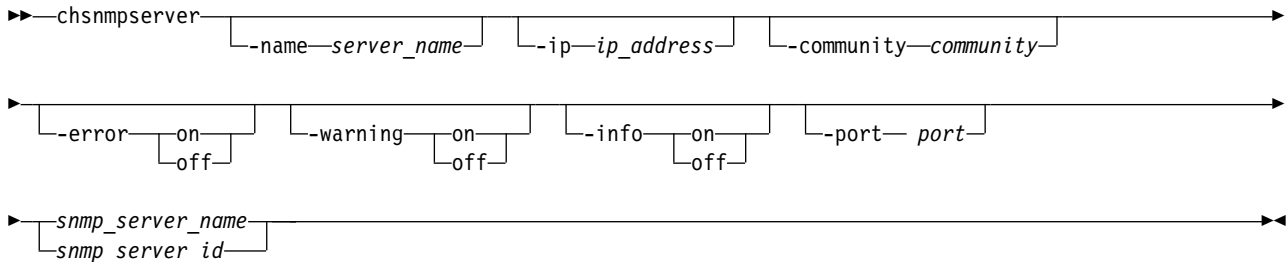 chsnmpserver
-name server_name -ip ip_address -community community
-error on -warning on -info on -port port
off off off
snmp_server_name
snmp server id